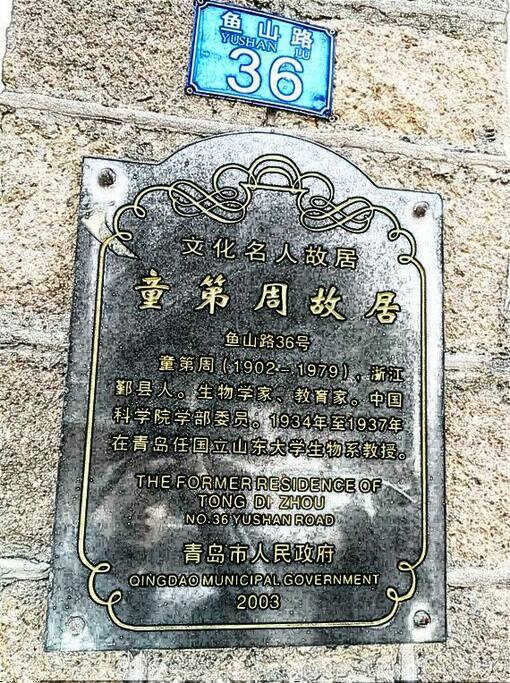 鱼山路
YUSHAN LU
36
文化名人故居
童第周故居
鱼山路36号
童第周（1902－1979），浙江
鄞县人。生物学家、教育家。中国
科学院学部委员。1934年至1937年
在青岛任国立山东大学生物系教授。
THE FORMER RESIDENCE OF
TONG DI ZHOU
NO.36 YUSHAN ROAD
青岛市人民政府
QINGDAO MUNICIPAL GOVERNMENT
2003